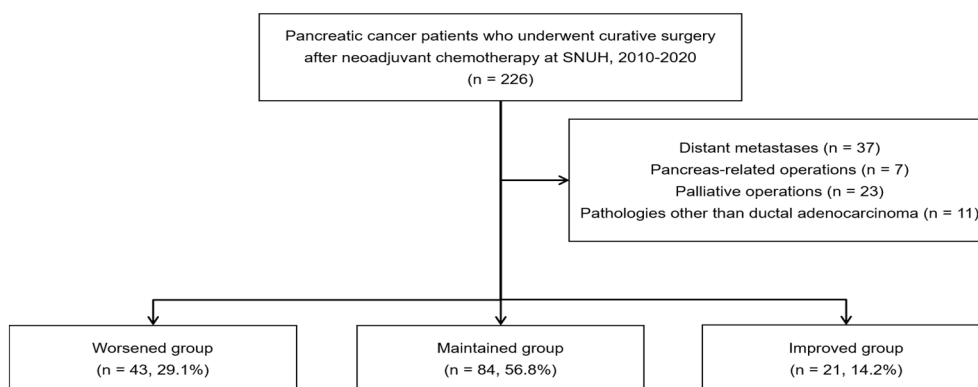 Pancreatic cancer patients who underwent curative surgery
after neoadjuvant chemotherapy at SNUH, 2010-2020
(n = 226)
Distant metastases (n = 37)
Pancreas-related operations (n = 7)
Palliative operations (n = 23)
Pathologies other than ductal adenocarcinoma (n = 11)
Worsened group
(n = 43, 29.1%)
Maintained group
(n = 84, 56.8%)
Improved group
(n = 21, 14.2%)